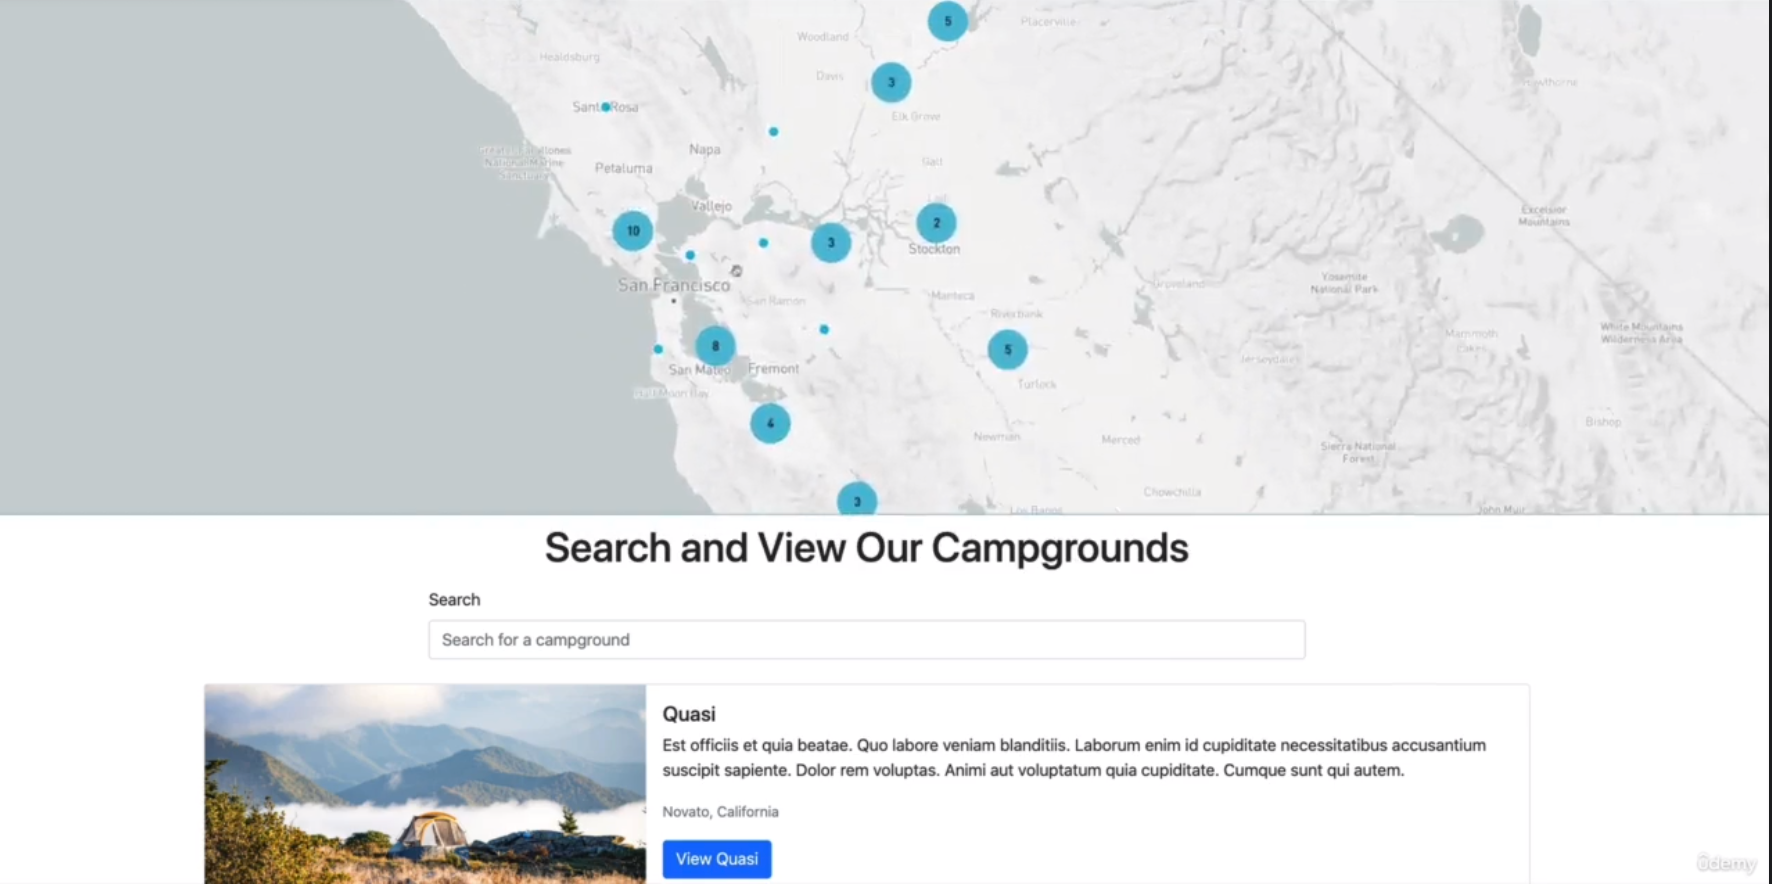 5
Placerville
Woodland
Healdsburg
Davis
3
Hawthorne
Santa Rosa
Elk Grove
Napa
National Marine
Sanctuary
Petaluma
Galt
Vallejo
Excelsior
Mountains
10
3
2
Stockton
San Francisco
Groveland
Yosemite
National Park
San Ramon
Manteca
Riverbank
White Mountains
Wilderness Area
Mammoth
Lakes
8
5
Jerseydale
San Mateo
Fremont
Turlock
Half Moon Bay
4
Bishop
Newman
Merced
Sierra National
Forest
Chowchilla
3
Los Banos
John Muir
Search and View Our Campgrounds
Search
Search for a campground
Quasi
Est officiis et quia beatae. Quo labore veniam blanditiis. Laborum enim id cupiditate necessitatibus accusantium
suscipit sapiente. Dolor rem voluptas. Animi aut voluptatum quia cupiditate. Cumque sunt qui autem.
Novato, California
View Quasi
ûdemy